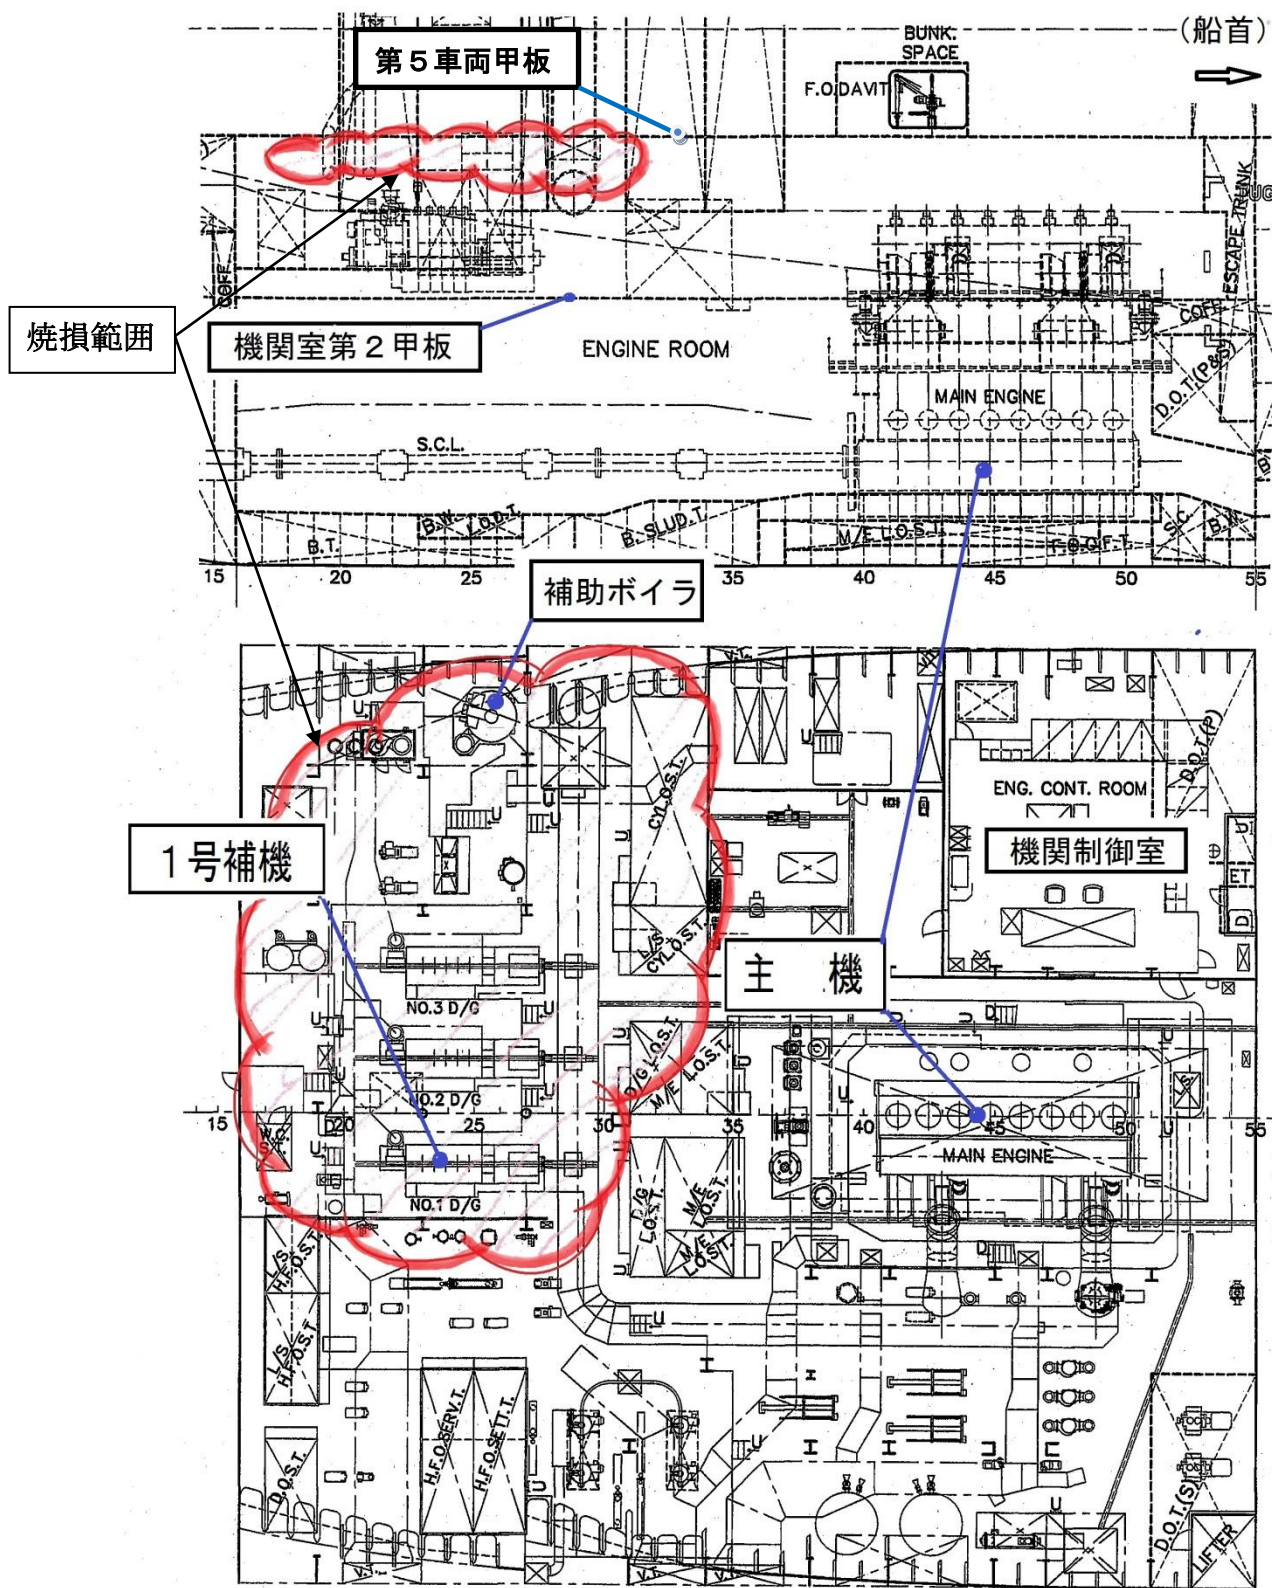 (船首)
BUNK.
SPACE
第５車両甲板
F.O.DAVIT
ESCAPE TRUNK
COFF.
焼損範囲
機関室第２甲板
ENGINE ROOM
COFF.
D.O.T.(P&S)
MAIN ENGINE
S.C.L.
B.W.
L.O.D.T.
B. SLUD.T
B.T.
M/E L.O.S.T.
F.O.O.F.T.
S.C.
B.W.
15
20
25
35
40
45
50
55
補助ボイラ
V.T.
D.O.T.(P)
ENG. CONT. ROOM
CYL.O.S.T.
１号補機
機関制御室
ET
D
L/S
CYL.O.S.T.
主 機
NO.3 D/G
D/G L.O.S.T.
M/E L.O.S.T.
NO.2 D/G
15
20
25
30
35
40
45
50
55
MAIN ENGINE
NO.1 D/G
D/G
L.O.S.T.
M/E
L.O.S.T.
M/E
L.O.S.T.
L/S
H.F.O.S.T.
L/S
H.F.O.S.T.
H.F.O.SERV.T.
H.F.O.SETT.T.
D.O.S.T.
D.O.T.(S)
LIFTER
V.T.
V.T.